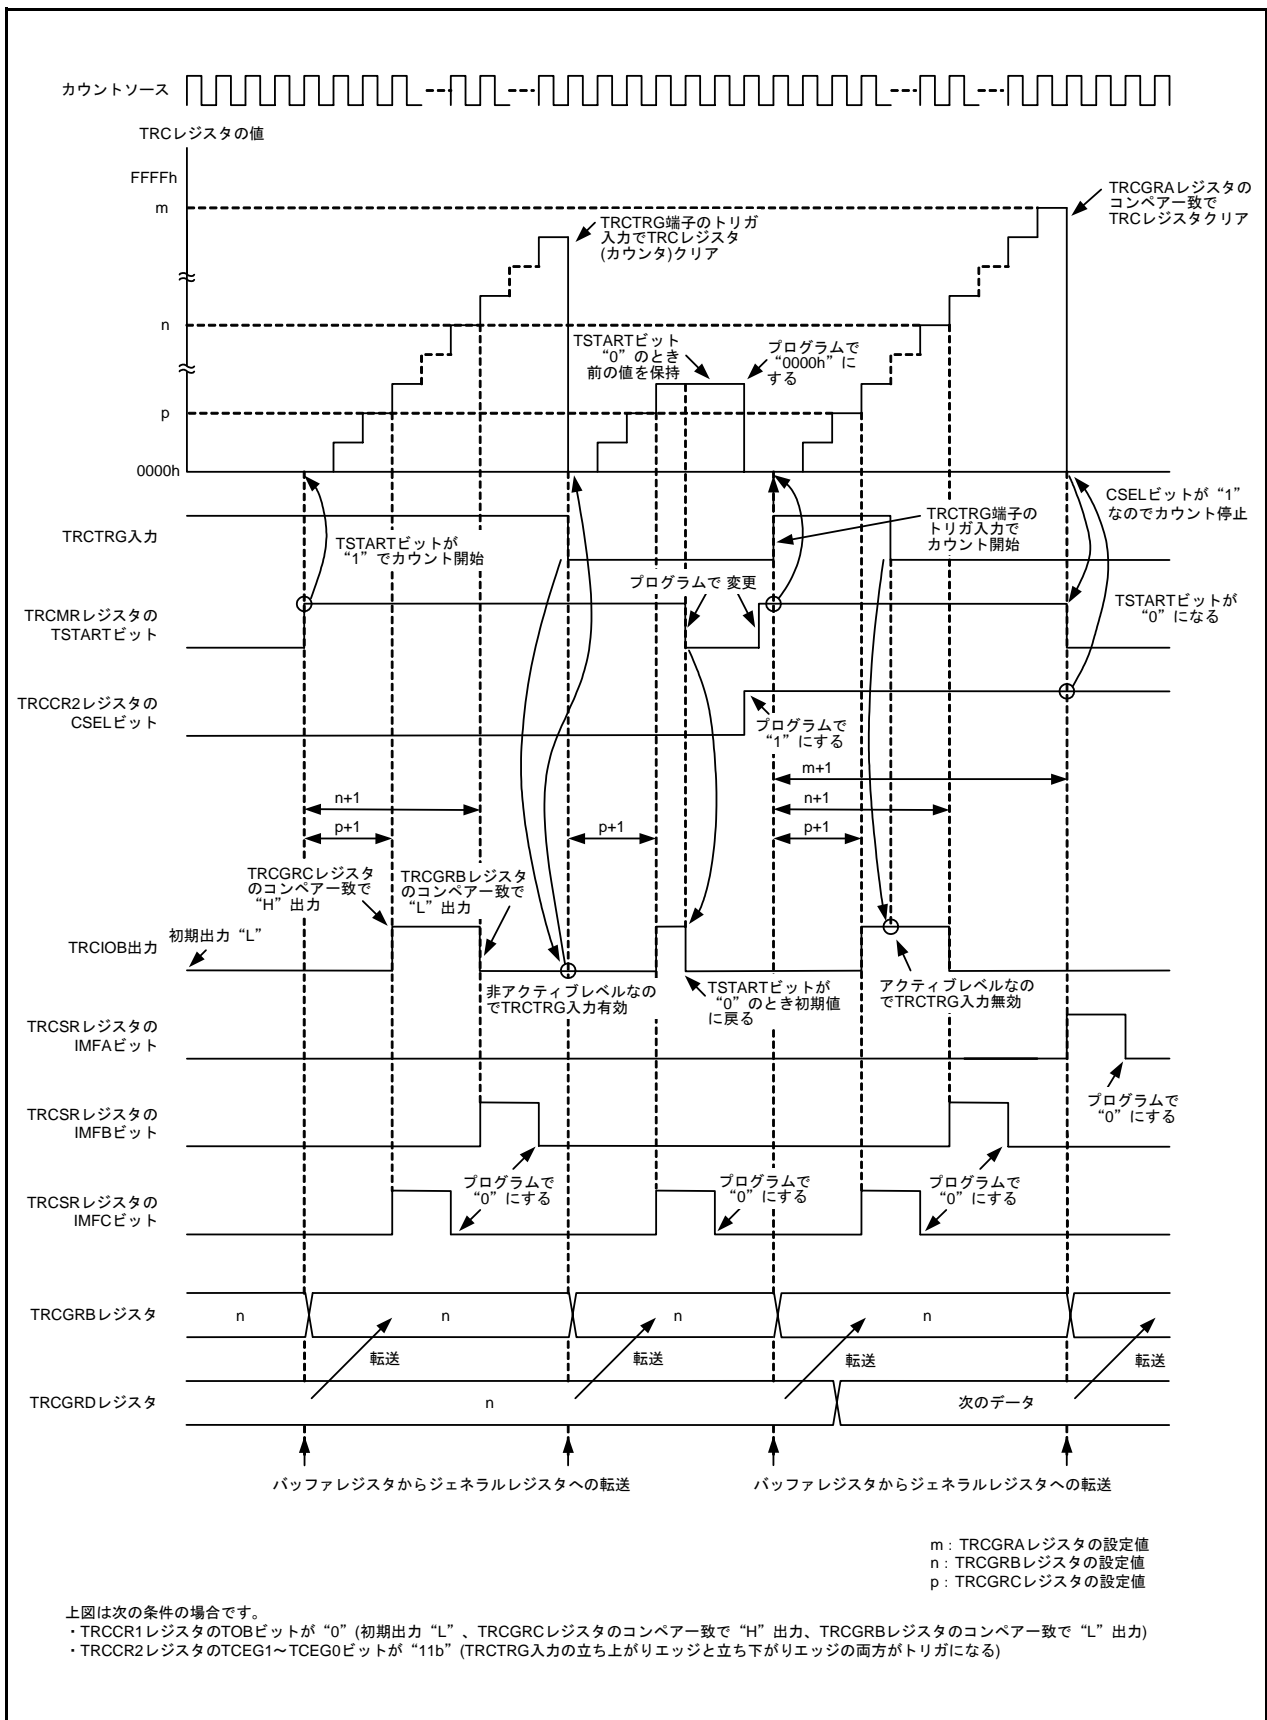 カウントソース
TRCレジスタの値
FFFFh
m
n
p
0000h
TRCTRG端子のトリガ
入力でTRCレジスタ
(カウンタ)クリア
TRCGRAレジスタの
コンペア一致で
TRCレジスタクリア
TSTARTビット
“0”のとき
前の値を保持
プログラムで
“0000h”に
する
TRCTRG入力
TSTARTビットが
“1”でカウント開始
TRCTRG端子の
トリガ入力で
カウント開始
CSELビットが“1”
なのでカウント停止
TRCMRレジスタの
TSTARTビット
プログラムで 変更
TSTARTビットが
“0”になる
TRCCR2レジスタの
CSELビット
プログラムで
“1”にする
m+1
n+1
n+1
p+1
p+1
p+1
TRCGRCレジスタ
のコンペア一致で
“H”出力
TRCGRBレジスタ
のコンペア一致で
“L”出力
TRCIOB出力
初期出力“L”
非アクティブレベルなの
でTRCTRG入力有効
TSTARTビットが
“0”のとき初期値
に戻る
アクティブレベルなの
でTRCTRG入力無効
TRCSRレジスタの
IMFAビット
プログラムで
“0”にする
TRCSRレジスタの
IMFBビット
プログラムで
“0”にする
プログラムで
“0”にする
プログラムで
“0”にする
TRCSRレジスタの
IMFCビット
TRCGRBレジスタ
n
n
n
n
転送
転送
転送
転送
TRCGRDレジスタ
n
次のデータ
バッファレジスタからジェネラルレジスタへの転送
バッファレジスタからジェネラルレジスタへの転送
m：TRCGRAレジスタの設定値
n：TRCGRBレジスタの設定値
p：TRCGRCレジスタの設定値
上図は次の条件の場合です。
・TRCCR1レジスタのTOBビットが“0”(初期出力“L”、TRCGRCレジスタのコンペア一致で“H”出力、TRCGRBレジスタのコンペア一致で“L”出力)
・TRCCR2レジスタのTCEG1～TCEG0ビットが“11b”(TRCTRG入力の立ち上がりエッジと立ち下がりエッジの両方がトリガになる)